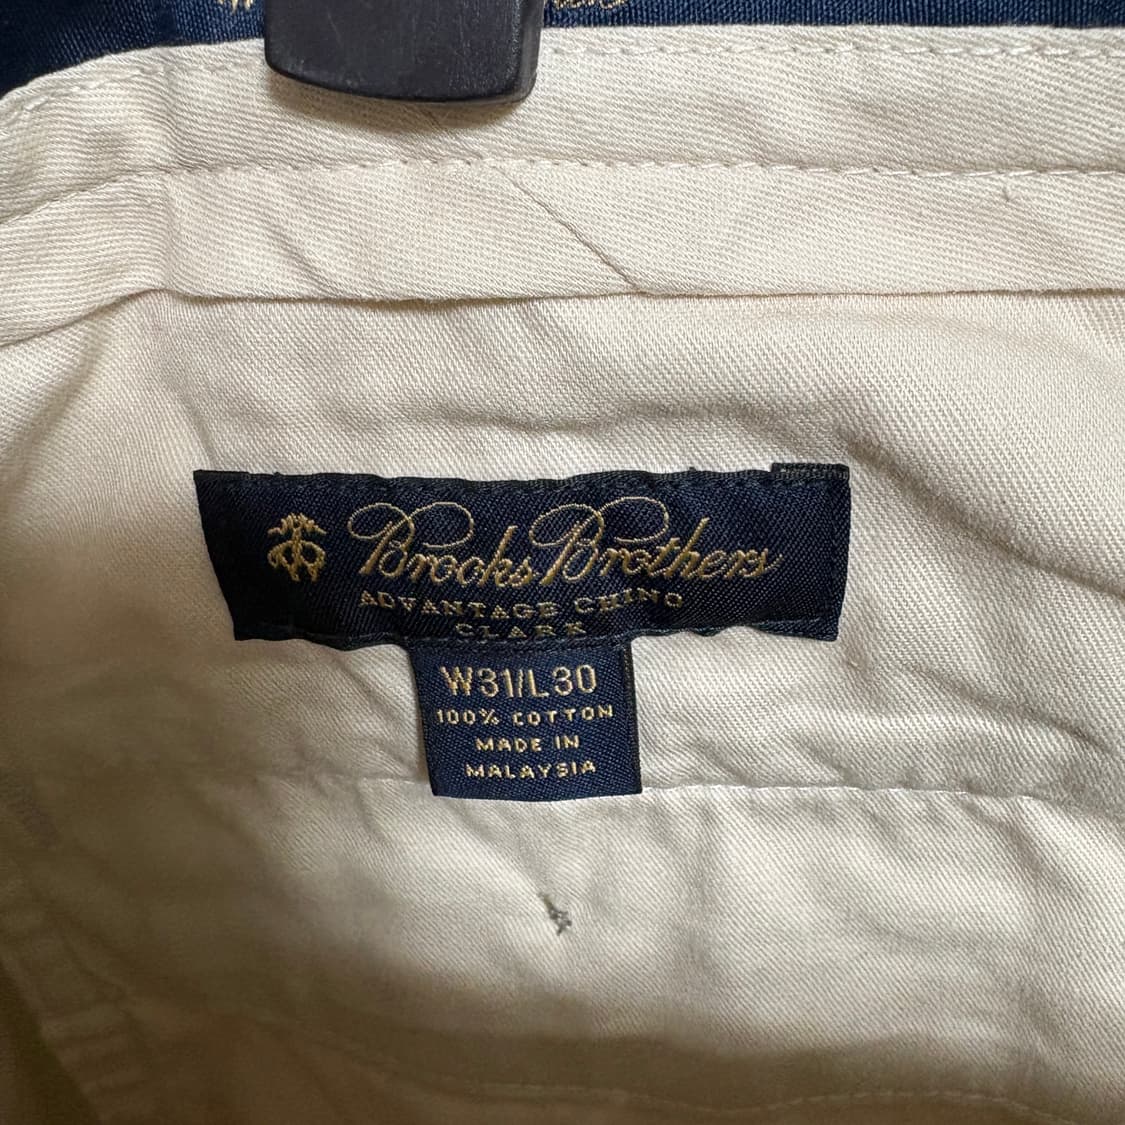 Brooks Brothers
ADVANTAGE CHINO
CLARK
W31/L30
100% COTTON
MADE IN
MALAYSIA